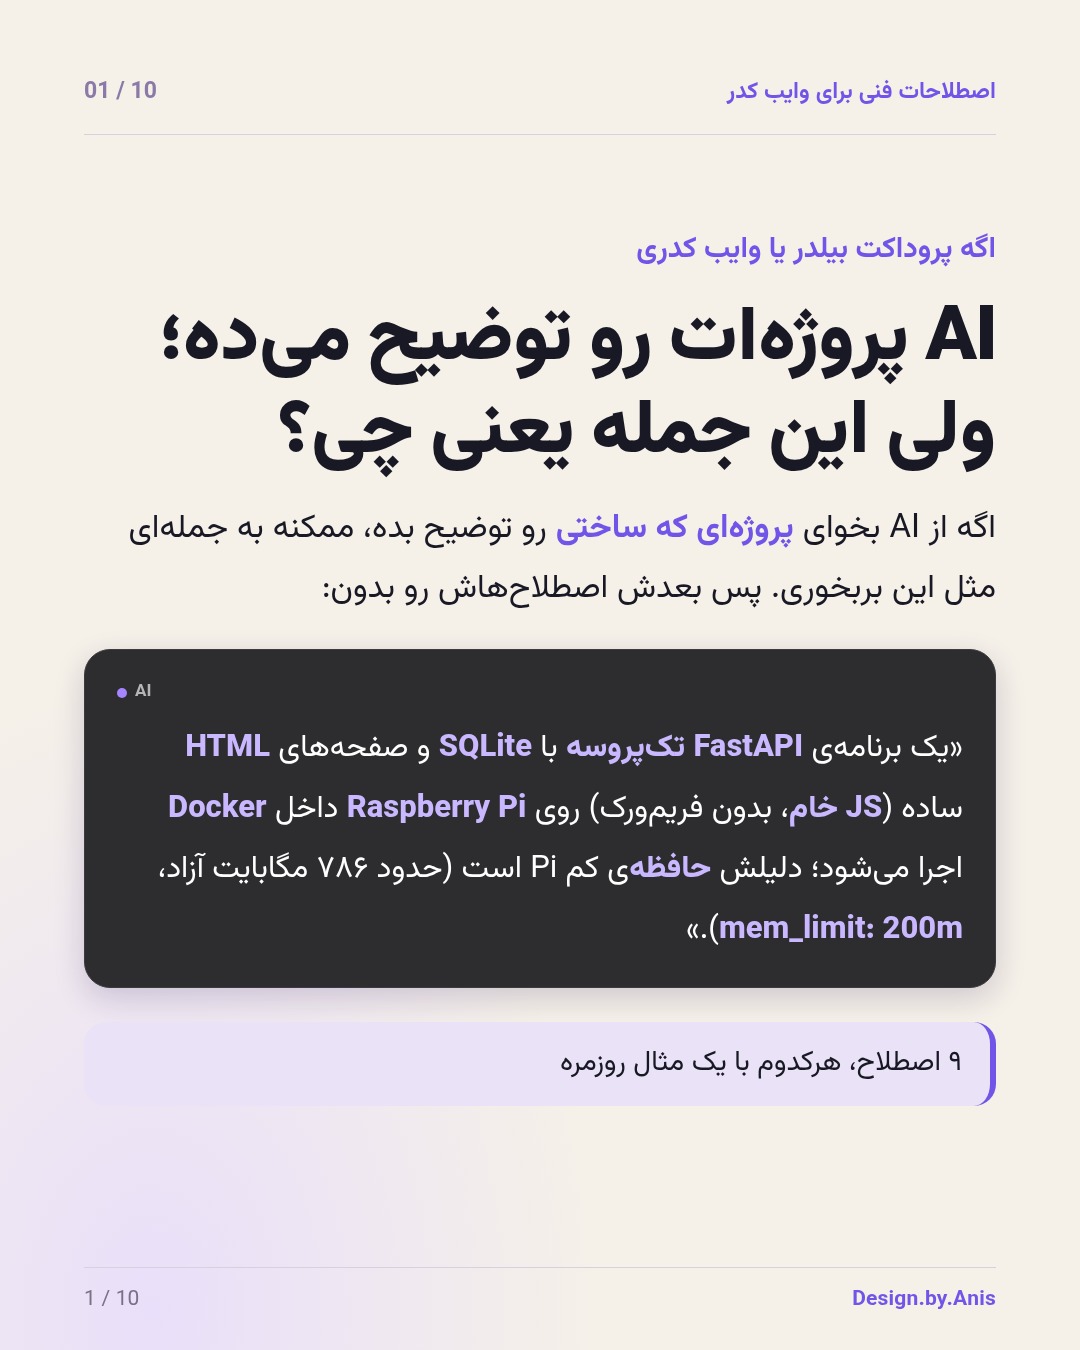 اصطلاحات فنی برای وایب کدر
01 / 10
اگه پروداکت بیلدر یا وایب کدری
AI پروژه‌ات رو توضیح می‌ده؛
ولی این جمله یعنی چی؟
اگه از AI بخوای پروژه‌ای که ساختی رو توضیح بده، ممکنه به جمله‌ای
مثل این بربخوری. پس بعدش اصطلاح‌هاش رو بدون:
AI
«یک برنامه‌ی FastAPI تک‌پروسه با SQLite و صفحه‌های HTML
ساده (JS خام، بدون فریم‌ورک) روی Raspberry Pi داخل Docker
اجرا می‌شود؛ دلیلش حافظه‌ی کم Pi است (حدود ۷۸۶ مگابایت آزاد،
mem_limit: 200m).»
۹ اصطلاح، هرکدوم با یک مثال روزمره
Design.by.Anis
1 / 10